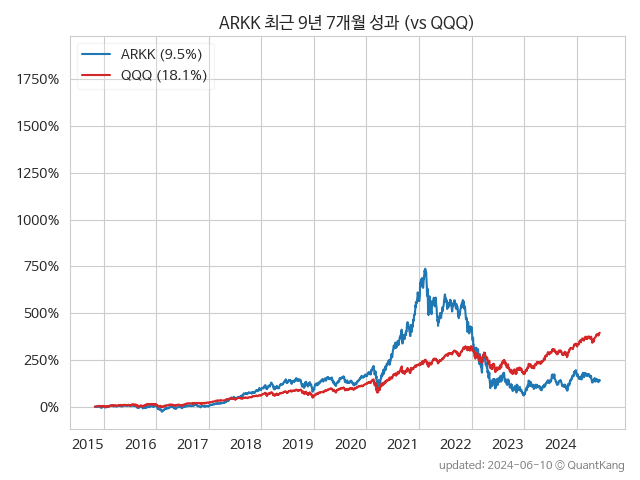 ARKK 최근 9년 7개월 성과 (vs QQQ)
ARKK (9.5%)
QQQ (18.1%)
1750%
1500%
1250%
1000%
750%
500%
250%
0%
2015 2016 2017 2018 2019 2020 2021 2022 2023 2024
updated: 2024-06-10 © QuantKang